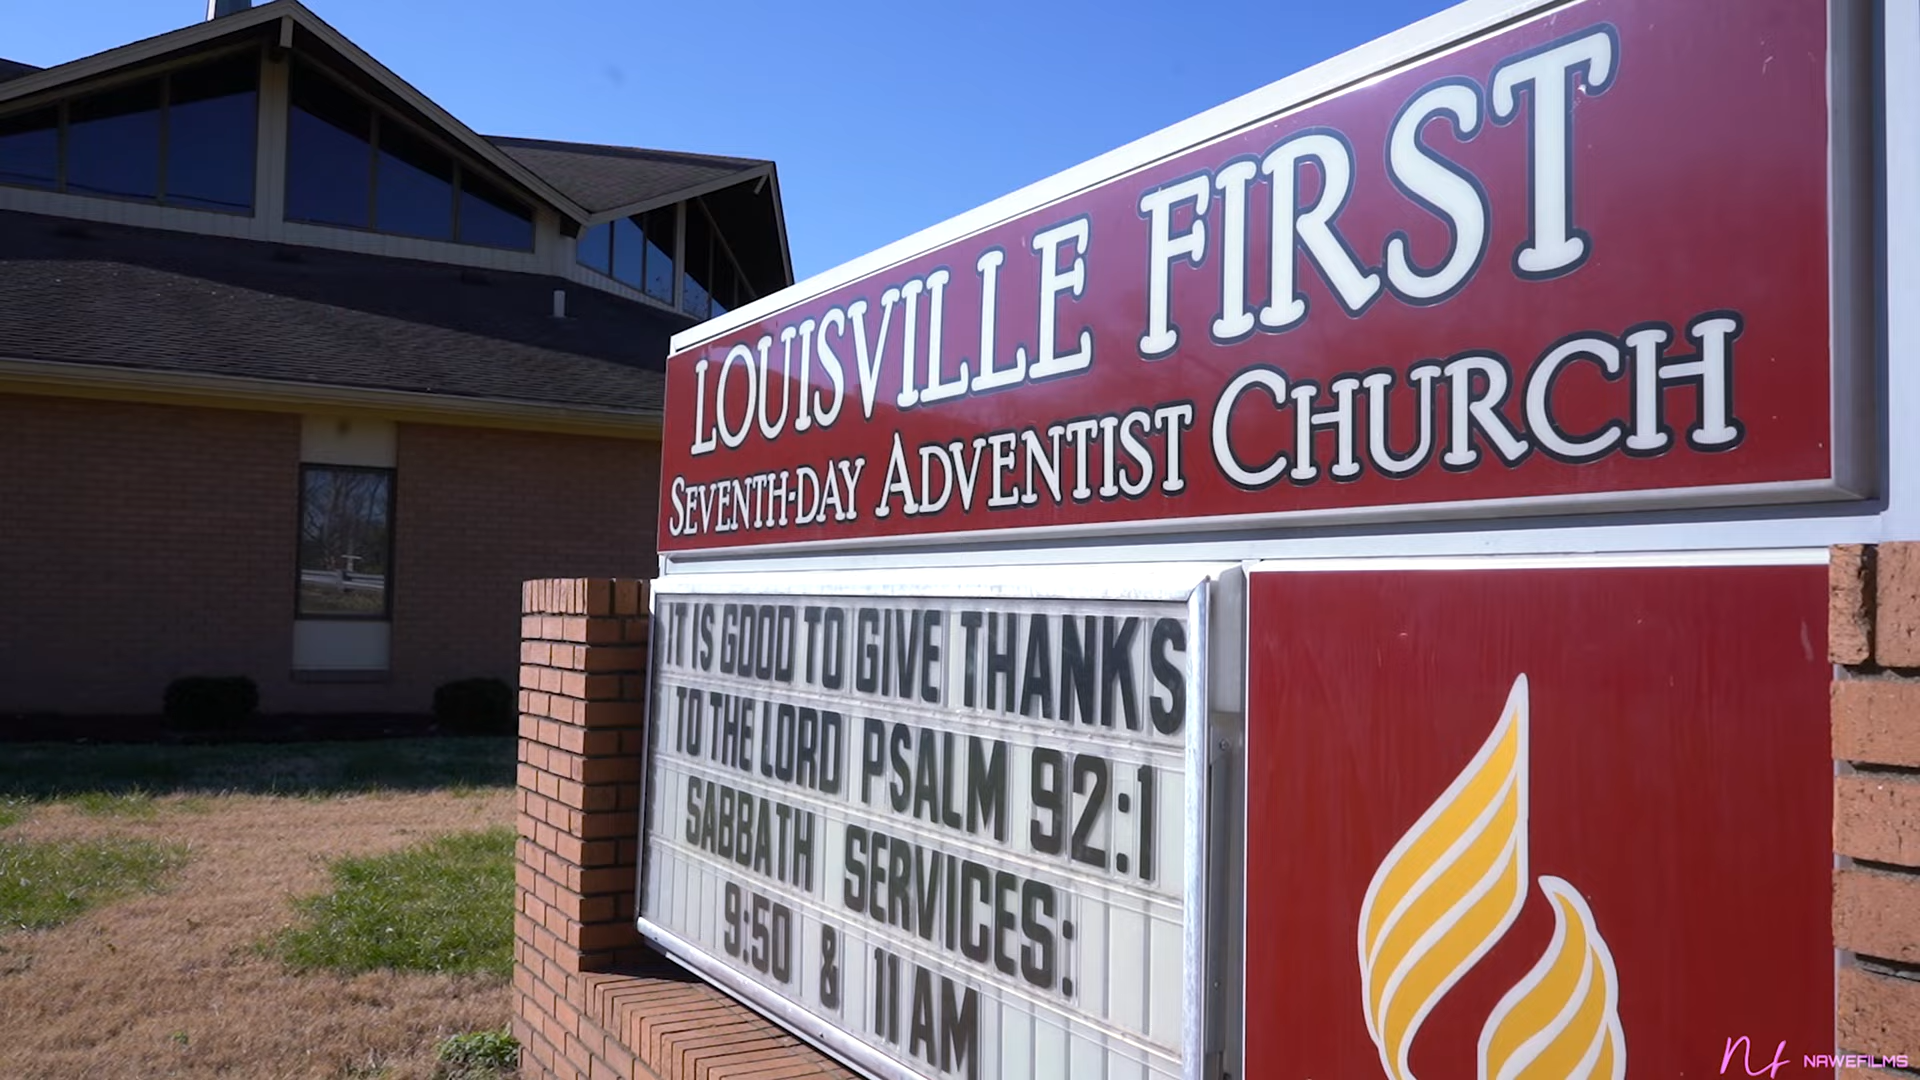 LOUISVILLE FIRST
SEVENTH-DAY ADVENTIST CHURCH
IT IS GOOD TO GIVE THANKS
TO THE LORD PSALM 92:1
SABBATH SERVICES:
9:50 & 11 AM
Nf NAWEFILMS